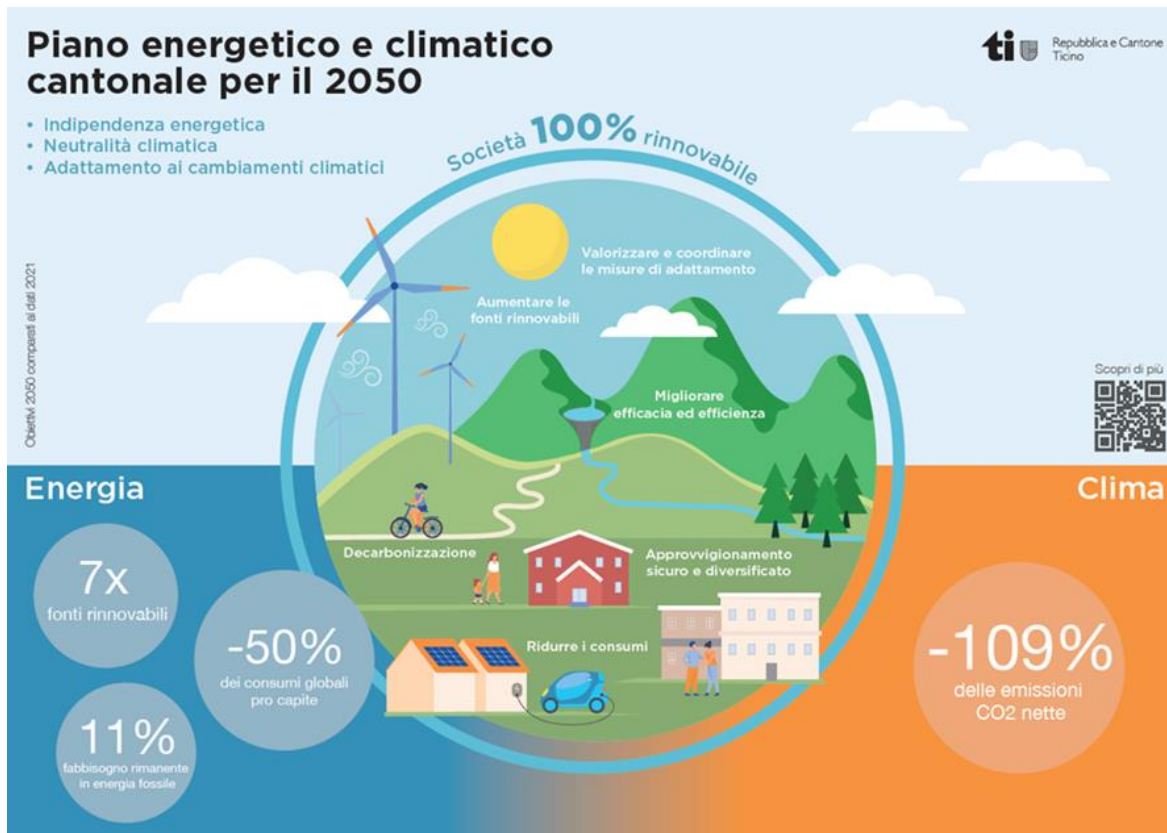 Piano energetico e climatico
cantonale per il 2050
• Indipendenza energetica
• Neutralità climatica
• Adattamento ai cambiamenti climatici
ti
Repubblica e Cantone
Ticino
Società 100% rinnovabile
Valorizzare e coordinare
le misure di adattamento
Aumentare le
fonti rinnovabili
Migliorare
efficacia ed efficienza
Obiettivi 2050 comparati ai dati 2021
Scopri di più
Energia
Clima
Decarbonizzazione
Approvvigionamento
sicuro e diversificato
Ridurre i consumi
7x
fonti rinnovabili
-50%
dei consumi globali
pro capite
11%
fabbisogno rimanente
in energia fossile
-109%
delle emissioni
CO2 nette